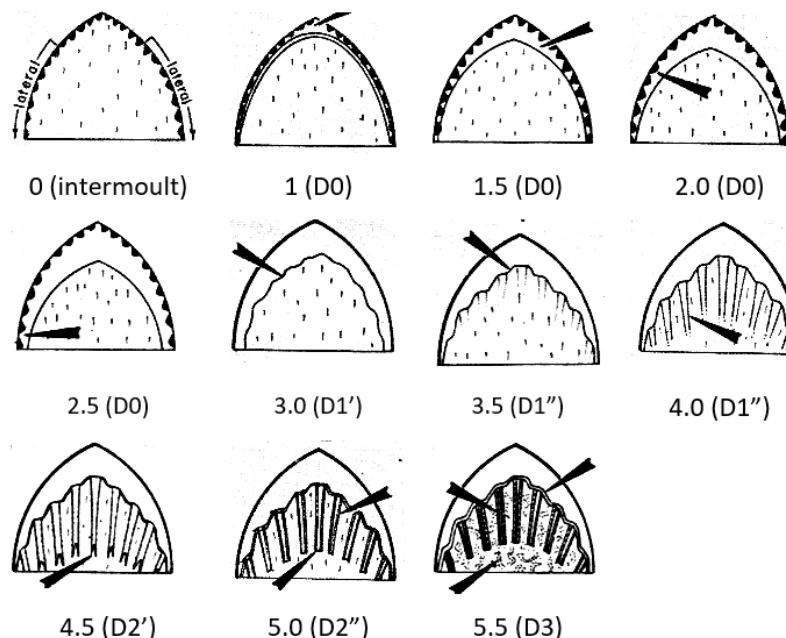 lateral
lateral
0 (intermoult)
1 (D0)
1.5 (D0)
2.0 (D0)
2.5 (D0)
3.0 (D1’)
3.5 (D1”)
4.0 (D1”)
4.5 (D2’)
5.0 (D2”)
5.5 (D3)